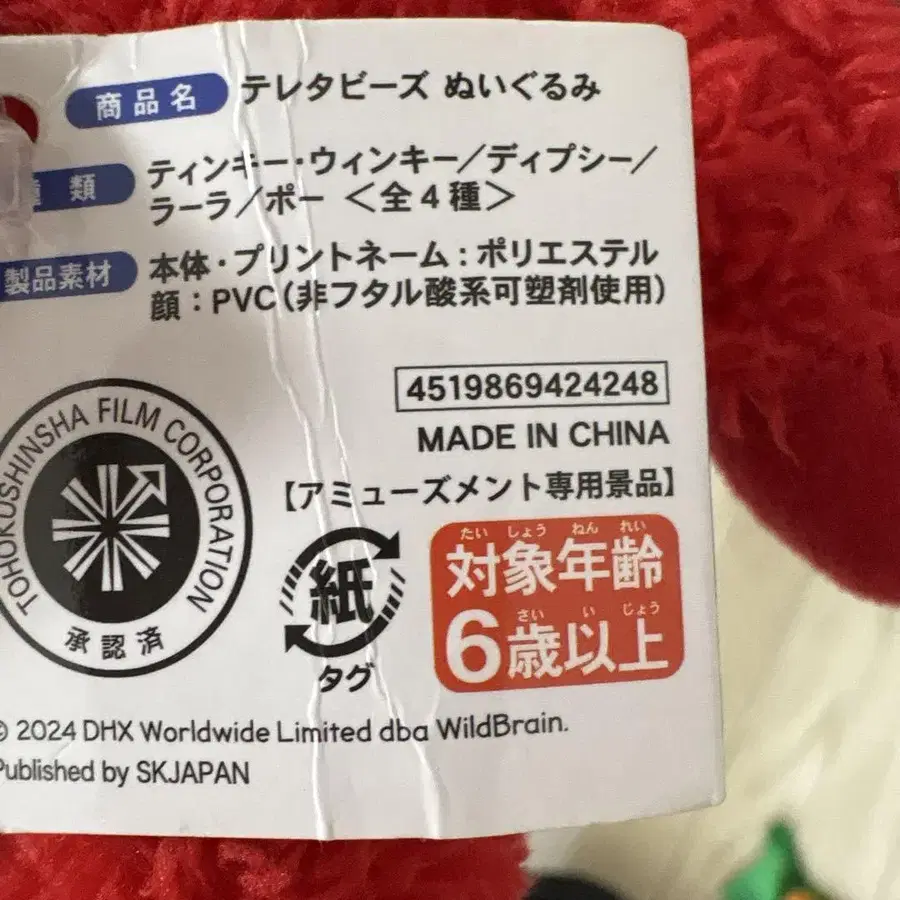 商品名 テレタビーズ ぬいぐるみ
種類 ティンキー・ウィンキー／ディプシー／
ラーラ／ポー ＜全4種＞
製品素材 本体・プリントネーム：ポリエステル
顔：PVC（非フタル酸系可塑剤使用）
4519869424248
MADE IN CHINA
【アミューズメント専用景品】
TOHOKUSHINSHA FILM CORPORATION
承認済
紙
タグ
たい しょう ねん れい
対象年齢
さい い じょう
6歳以上
© 2024 DHX Worldwide Limited dba WildBrain.
Published by SKJAPAN